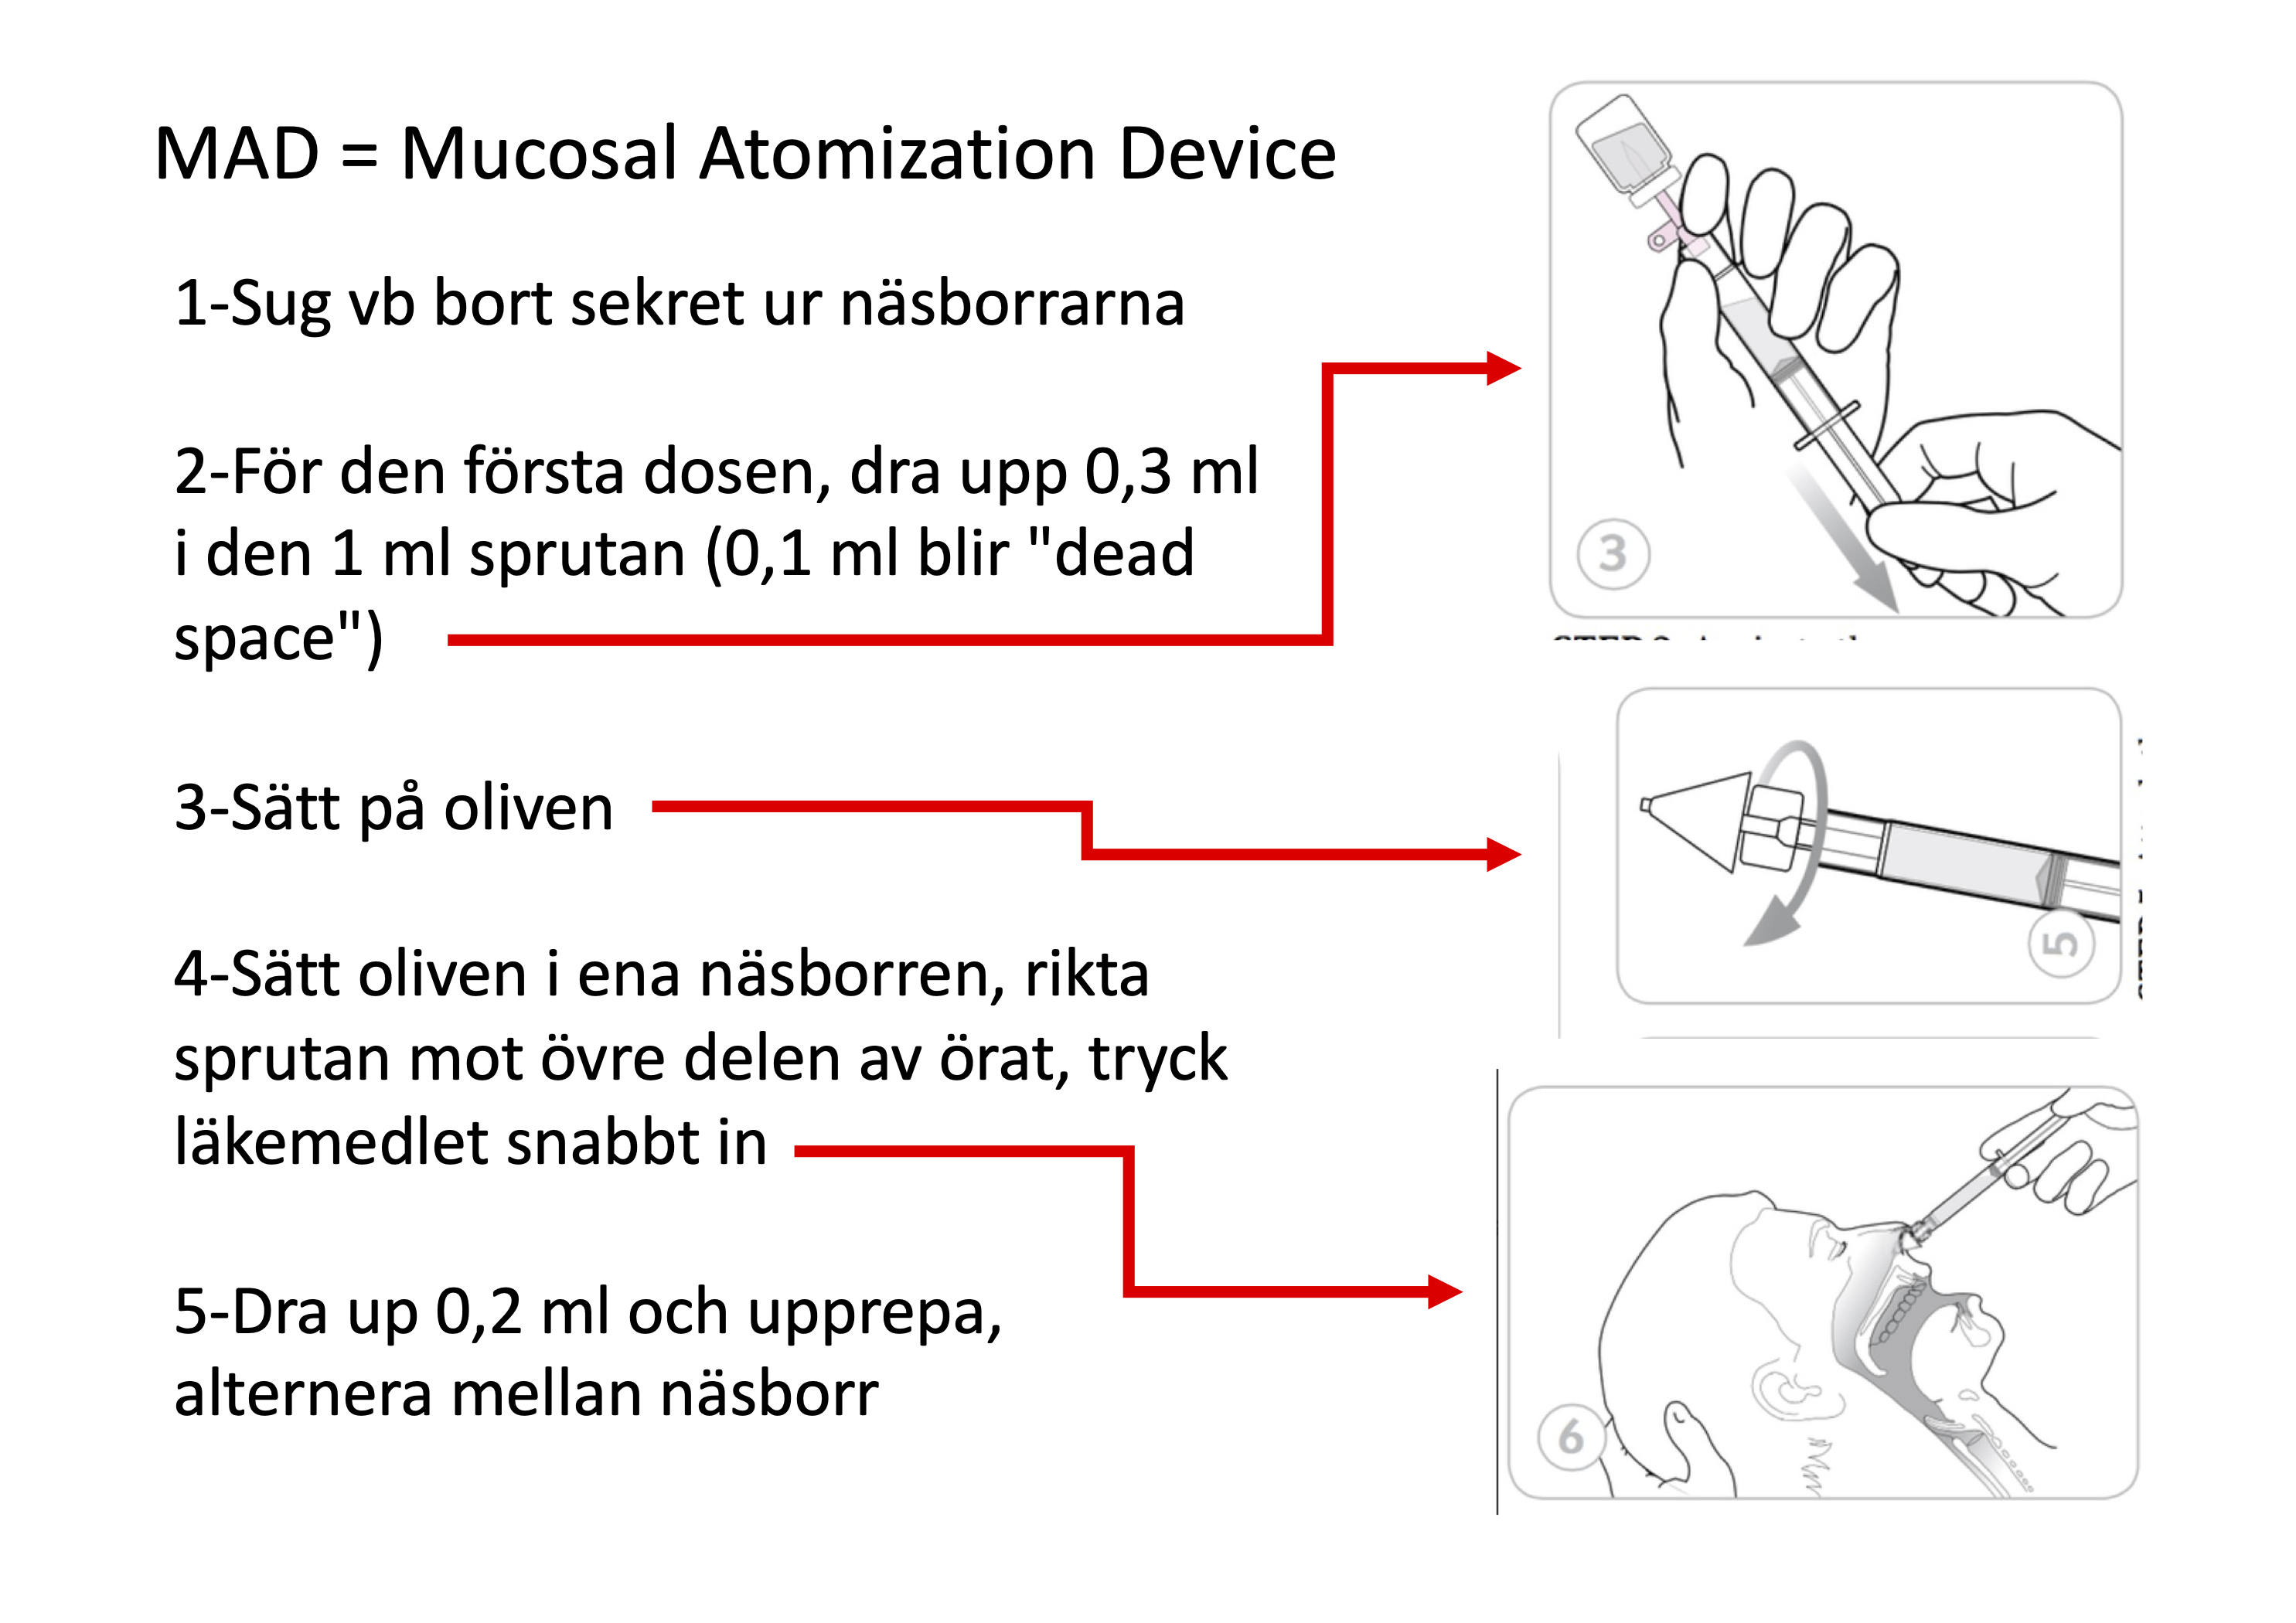 MAD = Mucosal Atomization Device
1-Sug vb bort sekret ur näsborrarna
2-För den första dosen, dra upp 0,3 ml
i den 1 ml sprutan (0,1 ml blir "dead
space")
3-Sätt på oliven
4-Sätt oliven i ena näsborren, rikta
sprutan mot övre delen av örat, tryck
läkemedlet snabbt in
5-Dra up 0,2 ml och upprepa,
alternera mellan näsborr
3
5
6